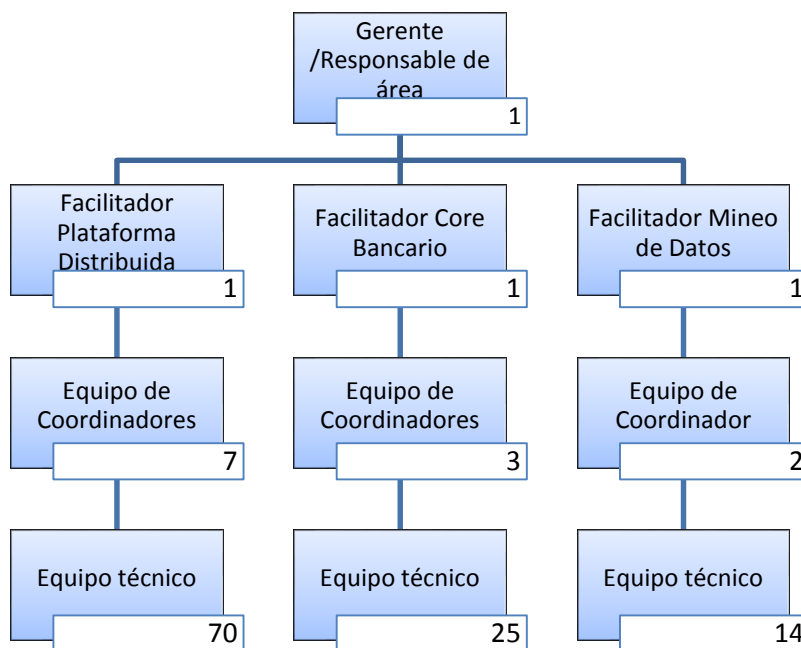 Gerente
/Responsable de
área
1
Facilitador
Plataforma
Distribuida
1
Facilitador Core
Bancario
1
Facilitador Mineo
de Datos
1
Equipo de
Coordinadores
7
Equipo de
Coordinadores
3
Equipo de
Coordinador
2
Equipo técnico
70
Equipo técnico
25
Equipo técnico
14